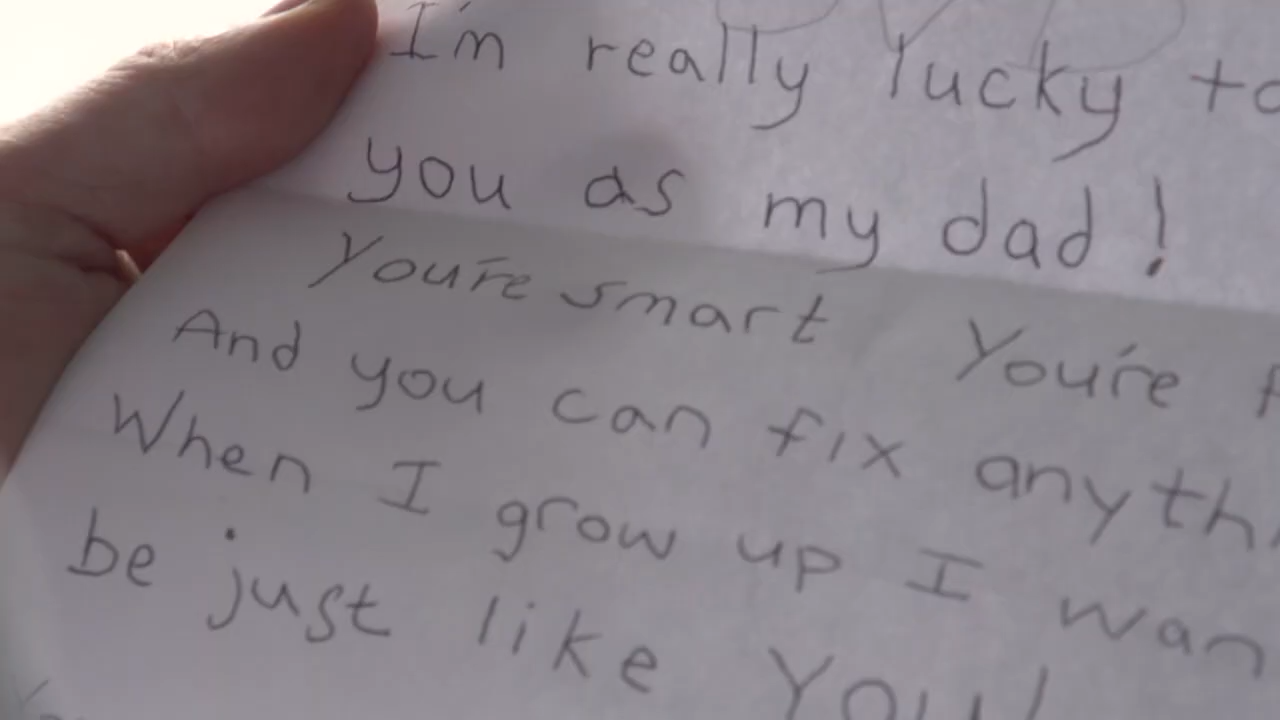 I'm really lucky to
you as my dad!
You're smart You're
And you can fix anythi
When I grow up I wan
be just like You!